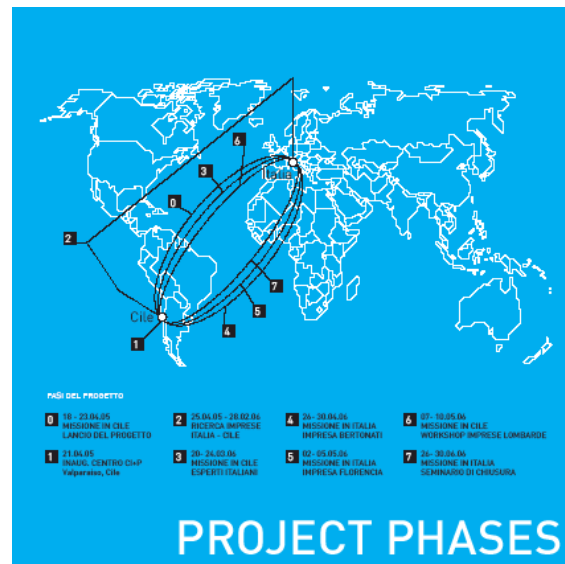 6
3
Italia
0
2
7
5
Cile
4
1
FASI DEL PROGETTO
0 18 - 23.04.05
MISSIONE IN CILE
LANCIO DEL PROGETTO
2 25.04.05 - 28.02.06
RICERCA IMPRESE
ITALIA - CILE
4 26- 30.04.06
MISSIONE IN ITALIA
IMPRESA BERTONATI
6 07- 10.05.06
MISSIONE IN CILE
WORKSHOP IMPRESE LOMBARDE
1 21.04.05
INAUG. CENTRO CI+P
Valparaiso, Cile
3 20- 24.03.06
MISSIONE IN CILE
ESPERTI ITALIANI
5 02- 05.05.06
MISSIONE IN ITALIA
IMPRESA FLORENCIA
7 26- 30.06.06
MISSIONE IN ITALIA
SEMINARIO DI CHIUSURA
PROJECT PHASES